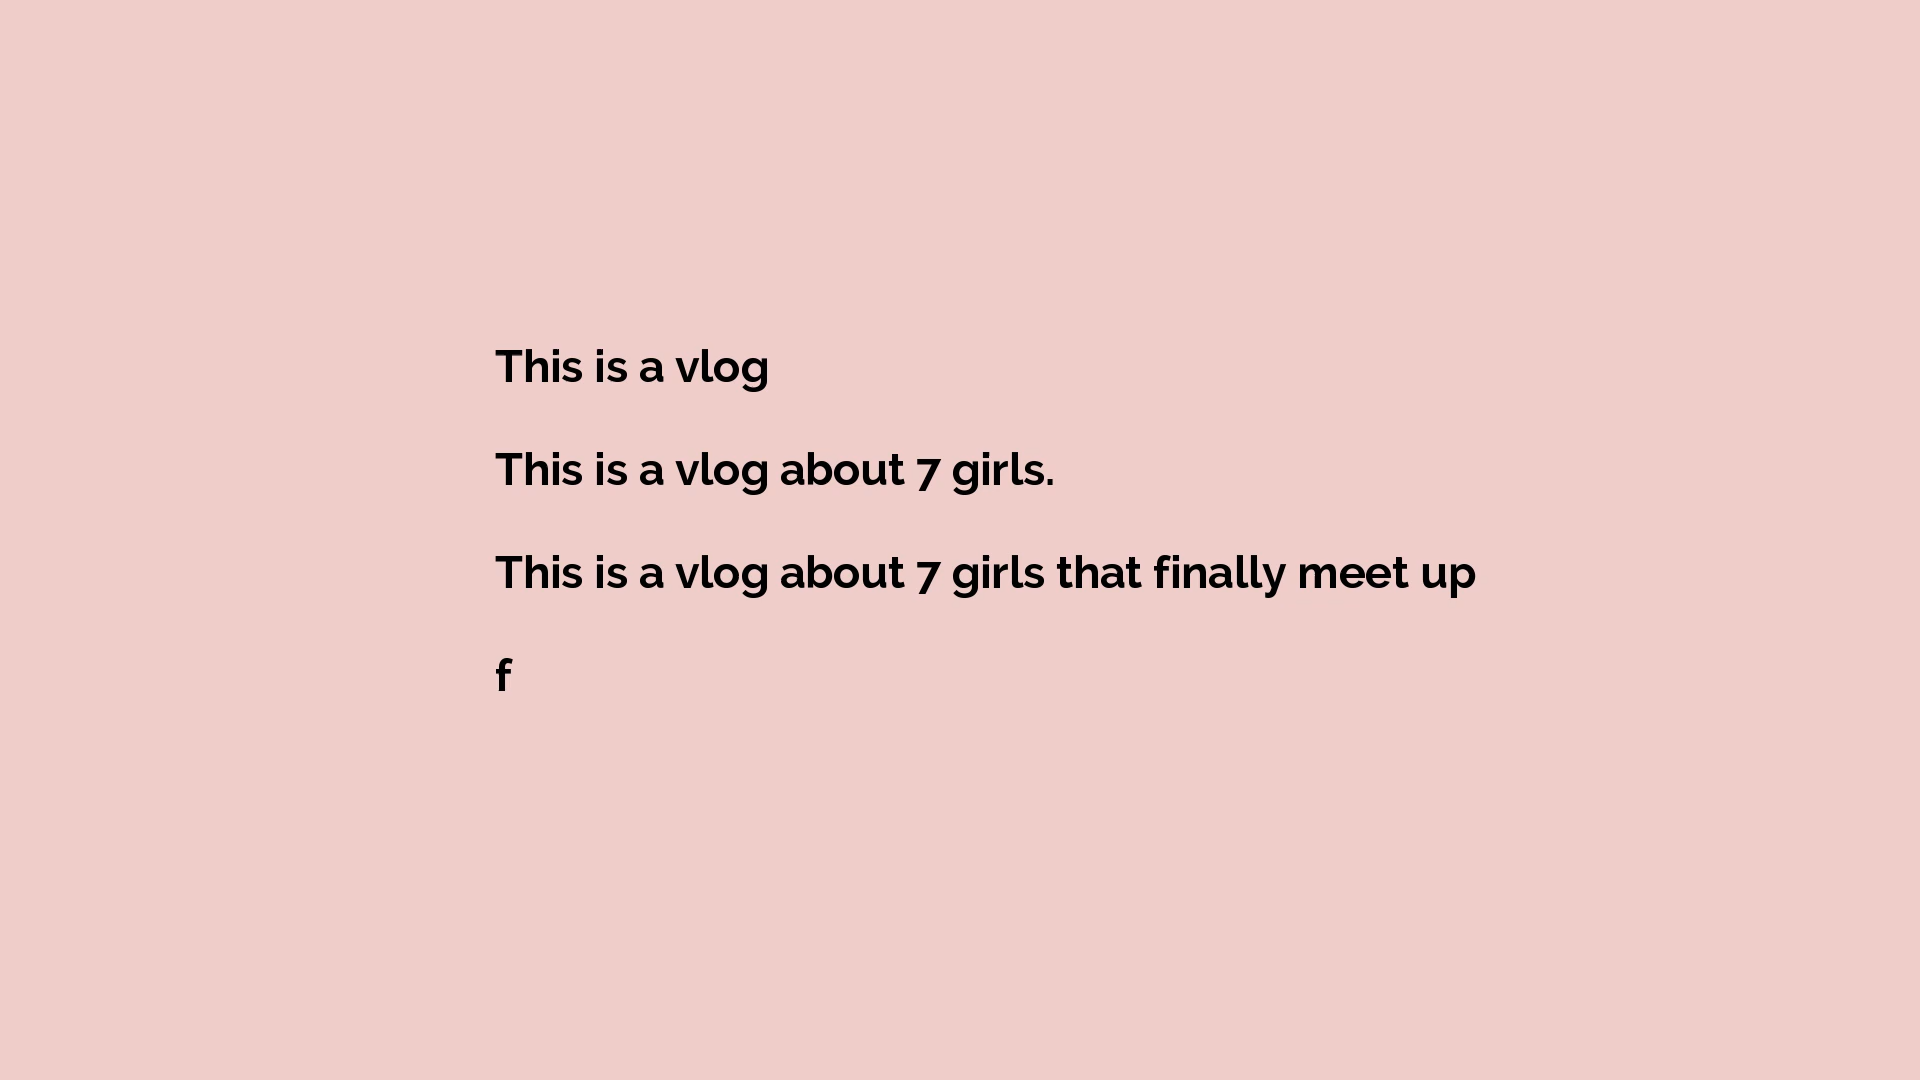 This is a vlog
This is a vlog about 7 girls.
This is a vlog about 7 girls that finally meet up
f